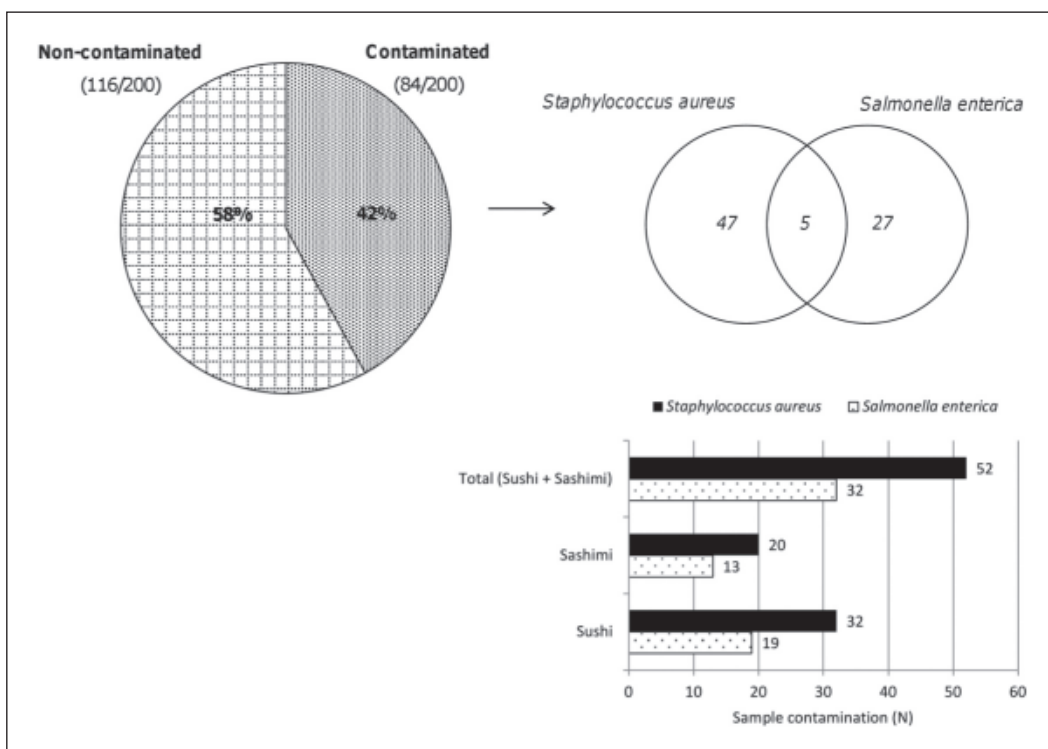 Non-contaminated
(116/200)
Contaminated
(84/200)
58%
42%
Staphylococcus aureus
Salmonella enterica
47
5
27
Staphylococcus aureus
Salmonella enterica
Total (Sushi + Sashimi)
52
32
Sashimi
20
13
Sushi
32
19
0 10 20 30 40 50 60
Sample contamination (N)